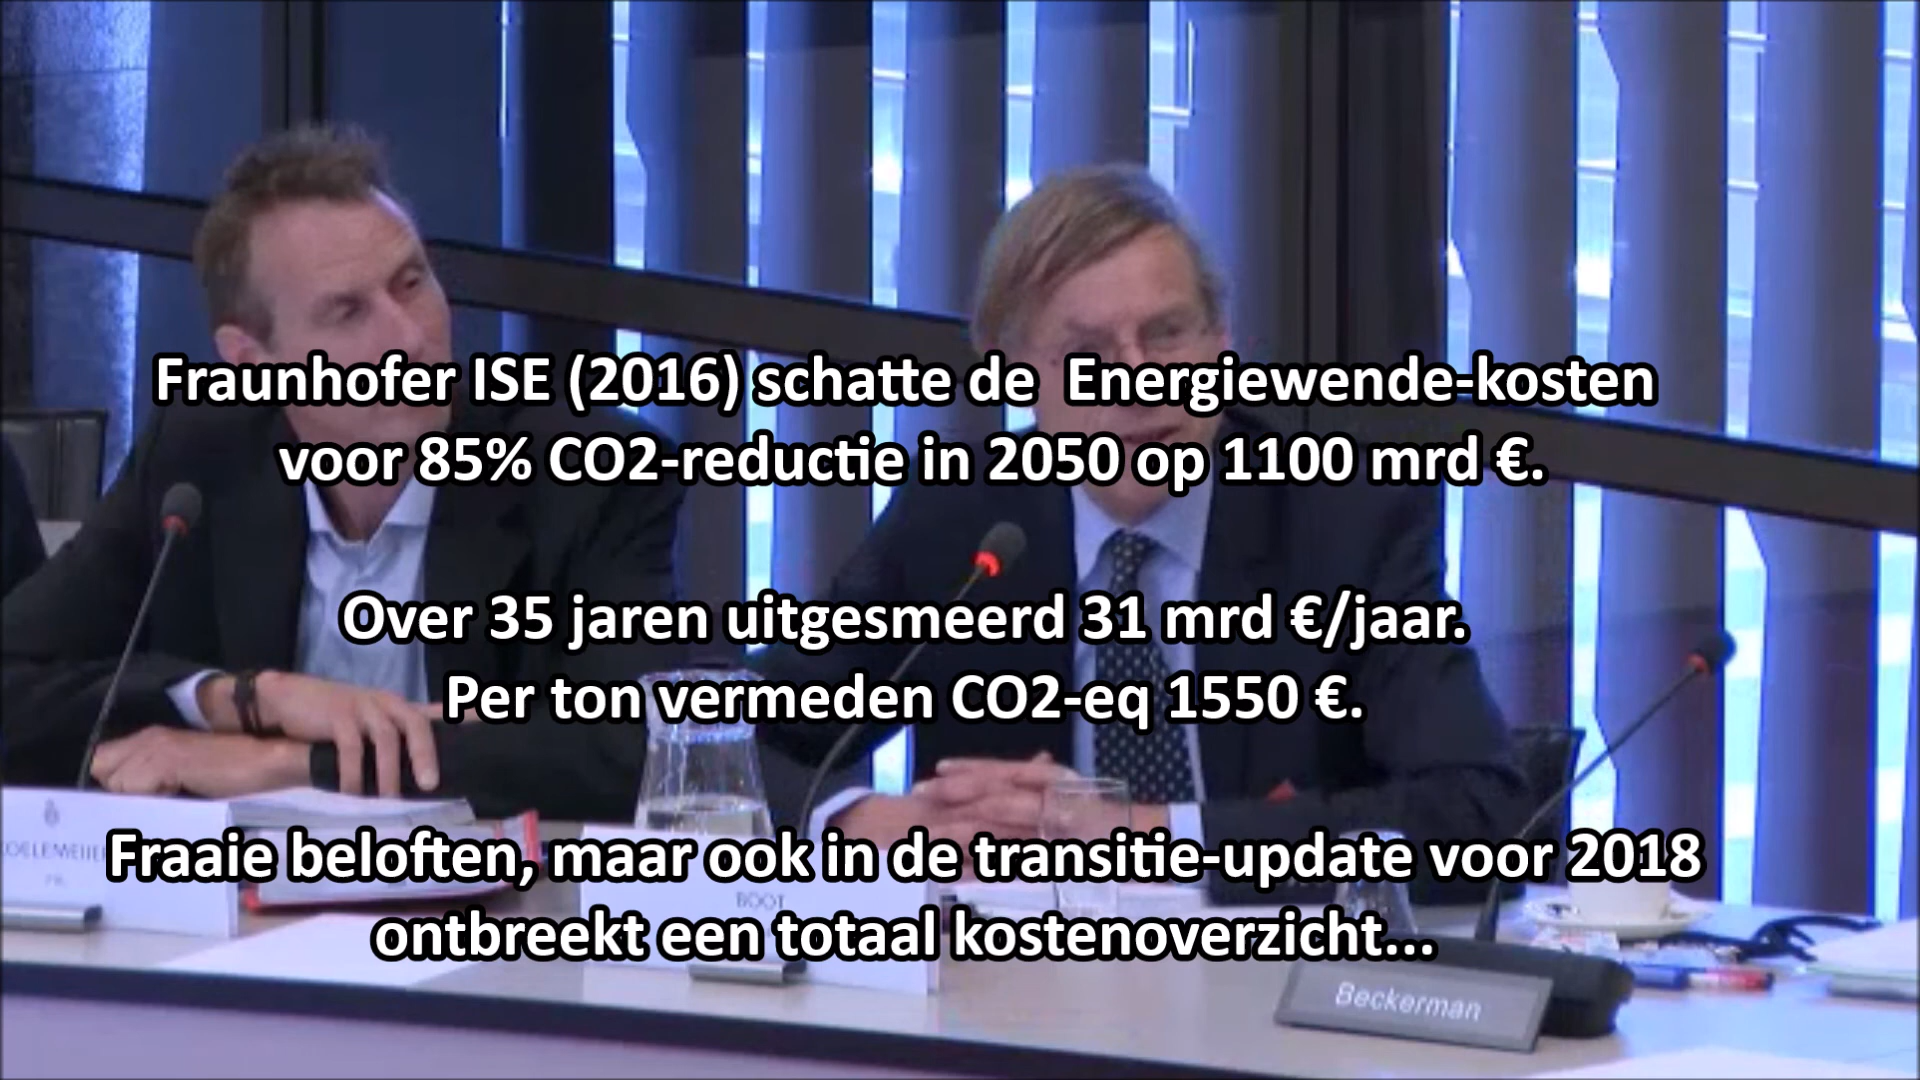 Fraunhofer ISE (2016) schatte de Energiewende-kosten
voor 85% CO2-reductie in 2050 op 1100 mrd €.
Over 35 jaren uitgesmeerd 31 mrd €/jaar.
Per ton vermeden CO2-eq 1550 €.
Fraaie beloften, maar ook in de transitie-update voor 2018
ontbreekt een totaal kostenoverzicht...
BOOT
Beckerman